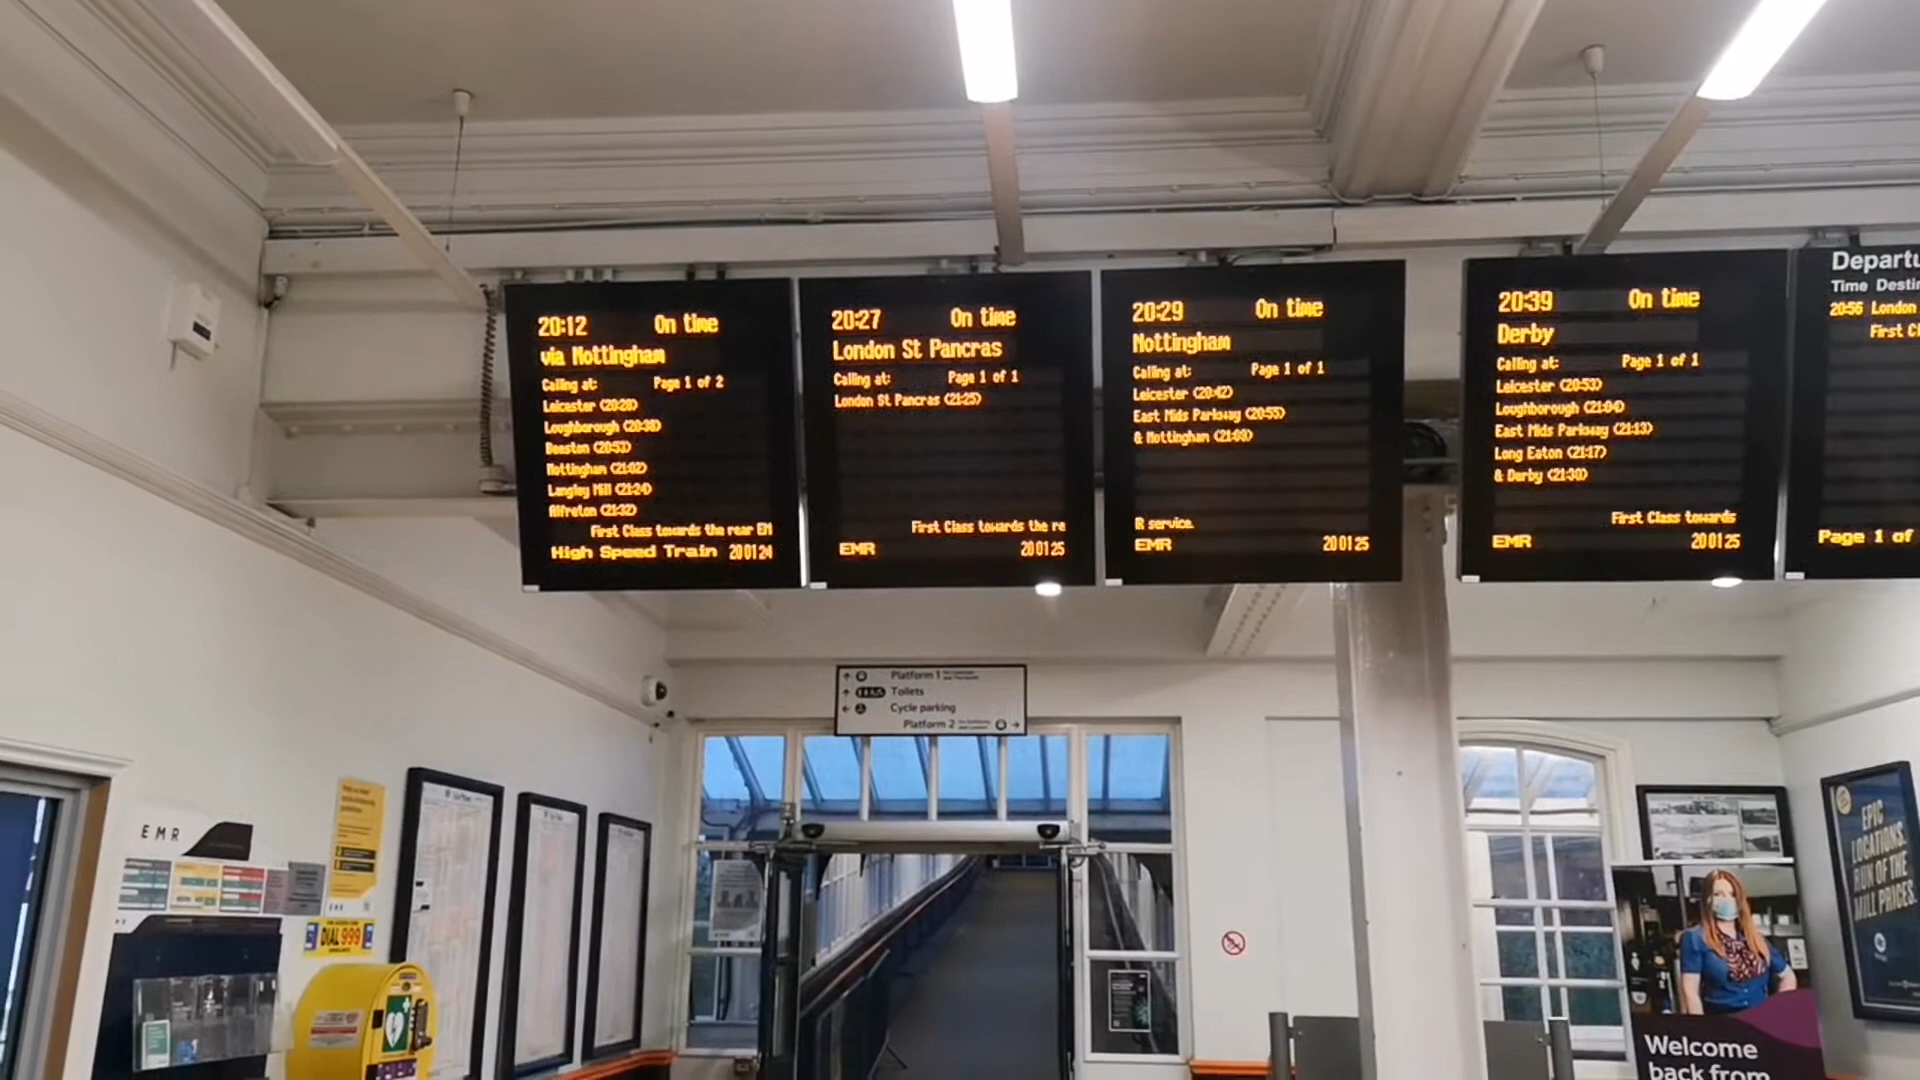 20:12 On time
via Nottingham
Calling at: Page 1 of 2
Leicester (20:28)
Loughborough (20:38)
Beeston (20:53)
Nottingham (21:02)
Langley Mill (21:24)
Alfreton (21:32)
First Class towards the rear EM
High Speed Train 20 01 24
20:27 On time
London St Pancras
Calling at: Page 1 of 1
London St Pancras (21:25)
First Class towards the re
EMR 20 01 25
20:29 On time
Nottingham
Calling at: Page 1 of 1
Leicester (20:42)
East Mids Parkway (20:55)
& Nottingham (21:09)
R service.
EMR 20 01 25
20:39 On time
Derby
Calling at: Page 1 of 1
Leicester (20:53)
Loughborough (21:04)
East Mids Parkway (21:13)
Long Eaton (21:17)
& Derby (21:30)
First Class towards
EMR 20 01 25
Departu
Time Destin
20:56 London
First Cl
Page 1 of
Platform 1
Toilets
Cycle parking
Platform 2
EMR
DIAL 999
EPIC
LOCATIONS.
RUN OF THE
MILL PRICES.
Welcome
back from